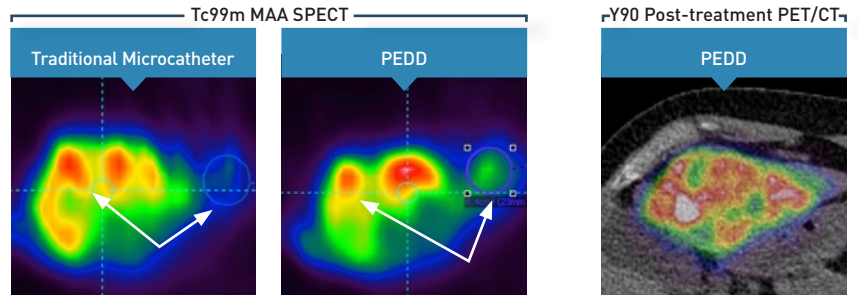 Tc99m MAA SPECT
Y90 Post-treatment PET/CT
Traditional Microcatheter
PEDD
PEDD